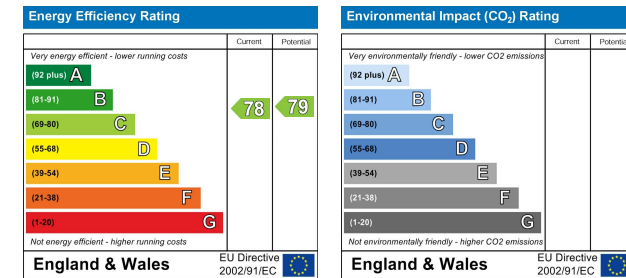 Energy Efficiency Rating
Current Potential
Very energy efficient - lower running costs
(92 plus) A
(81-91) B
(69-80) C
(55-68) D
(39-54) E
(21-38) F
(1-20) G
78 79
Not energy efficient - higher running costs
England & Wales
EU Directive
2002/91/EC
Environmental Impact (CO₂) Rating
Current Potential
Very environmentally friendly - lower CO2 emissions
(92 plus) A
(81-91) B
(69-80) C
(55-68) D
(39-54) E
(21-38) F
(1-20) G
Not environmentally friendly - higher CO2 emissions
England & Wales
EU Directive
2002/91/EC